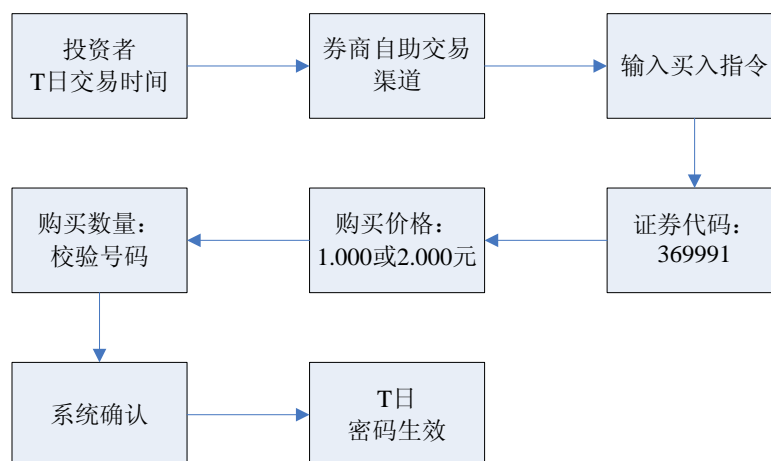 投资者
T日交易时间
券商自助交易
渠道
输入买入指令
证券代码：
369991
购买价格：
1.000或2.000元
购买数量：
校验号码
系统确认
T日
密码生效